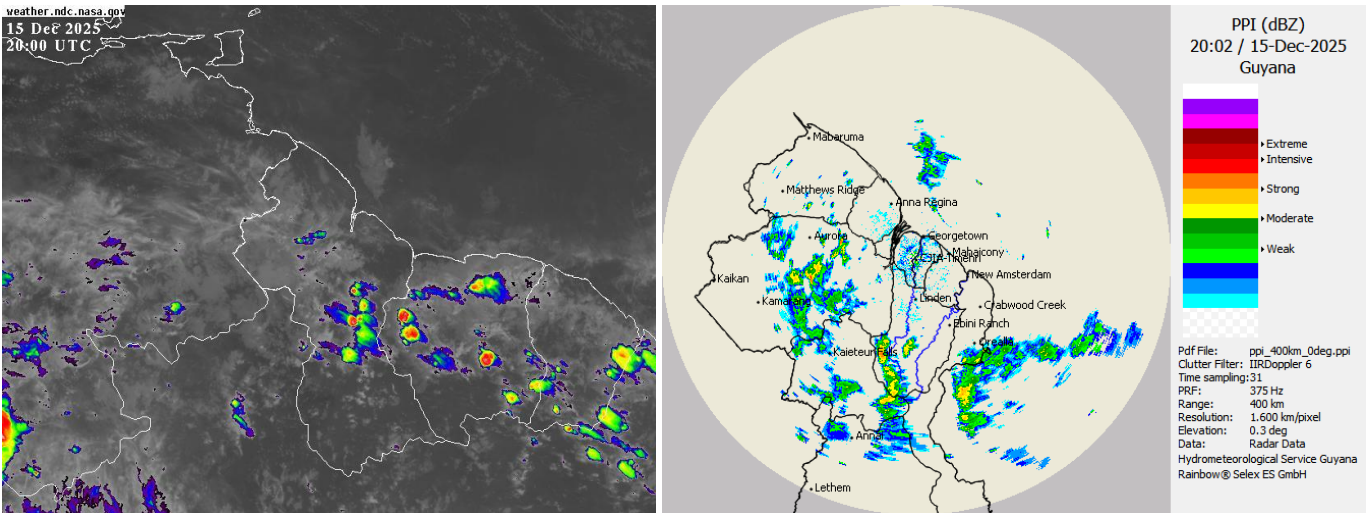 weather.ndc.nasa.gov
15 Dec 2025
20:00 UTC
Mabaruma
Matthews Ridge
Anna Regina
Aurora
Georgetown
Mahaicony
Kaikan
New Amsterdam
Kamarang
Linden
Crabwood Creek
Ebini Ranch
Orealla
Kaieteur Falls
Annai
Lethem
PPI (dBZ)
20:02 / 15-Dec-2025
Guyana
Extreme
Intensive
Strong
Moderate
Weak
Pdf File: ppi_400km_0deg.ppi
Clutter Filter: IIRDoppler 6
Time sampling:31
PRF: 375 Hz
Range: 400 km
Resolution: 1.600 km/pixel
Elevation: 0.3 deg
Data: Radar Data
Hydrometeorological Service Guyana
Rainbow® Selex ES GmbH